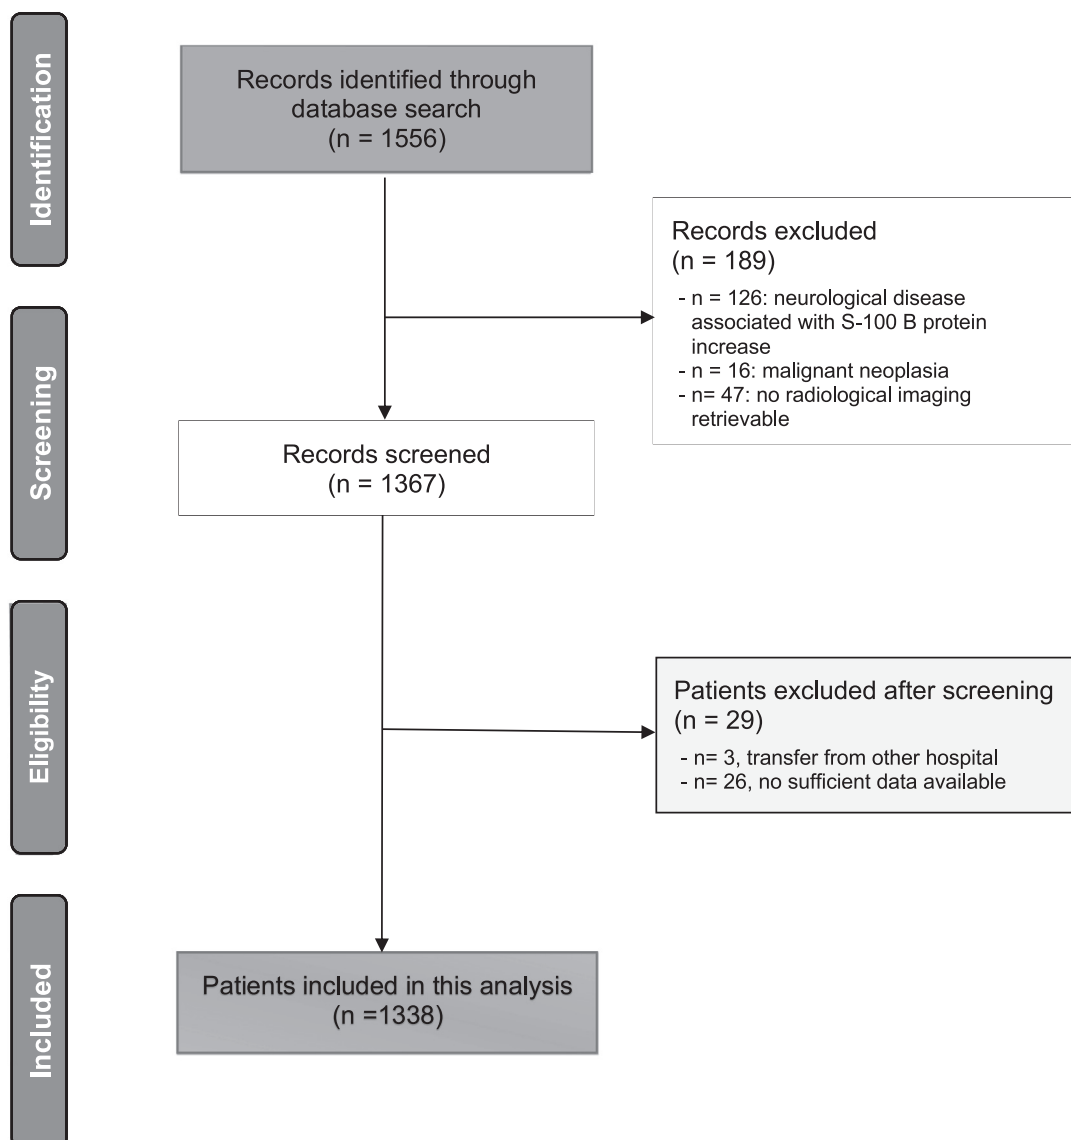 Identification
Records identified through
database search
(n = 1556)
Records excluded
(n = 189)
- n = 126: neurological disease
associated with S-100 B protein
increase
- n = 16: malignant neoplasia
- n= 47: no radiological imaging
retrievable
Screening
Records screened
(n = 1367)
Eligibility
Patients excluded after screening
(n = 29)
- n= 3, transfer from other hospital
- n= 26, no sufficient data available
Included
Patients included in this analysis
(n =1338)